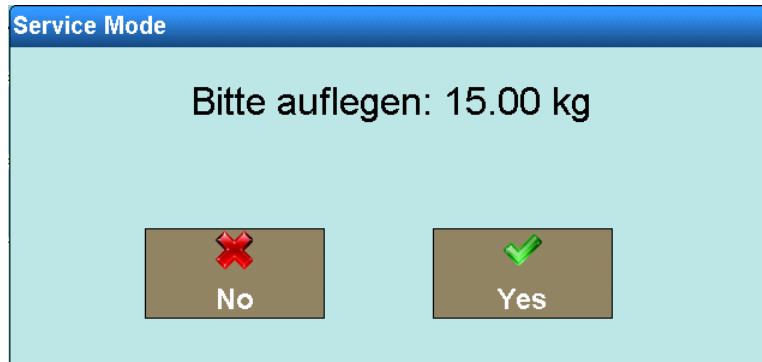 Service Mode
Bitte auflegen: 15.00 kg
No
Yes